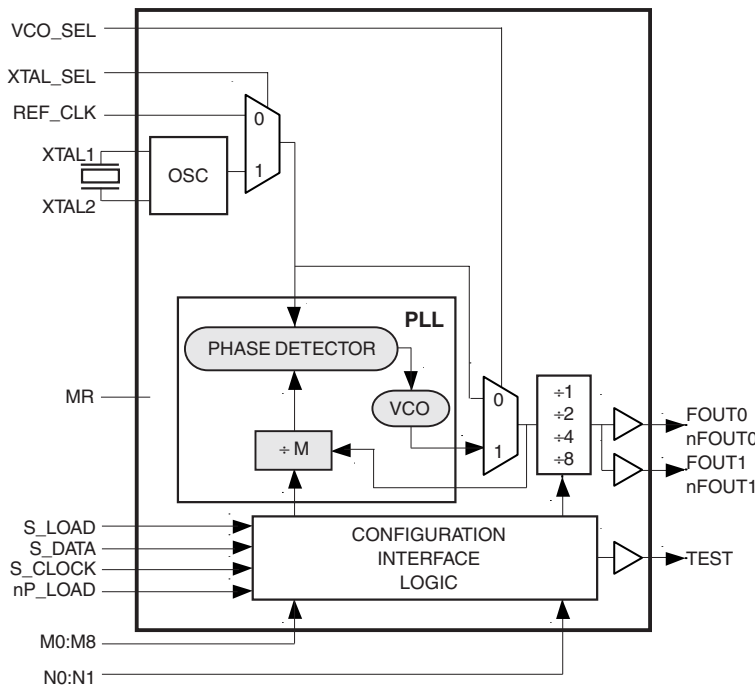 VCO_SEL
XTAL_SEL
REF_CLK
0
XTAL1
OSC
1
XTAL2
PLL
PHASE DETECTOR
MR
VCO
0
÷1
÷2
÷4
÷8
FOUT0
nFOUT0
÷ M
1
FOUT1
nFOUT1
S_LOAD
S_DATA
S_CLOCK
nP_LOAD
CONFIGURATION
INTERFACE
LOGIC
TEST
M0:M8
N0:N1